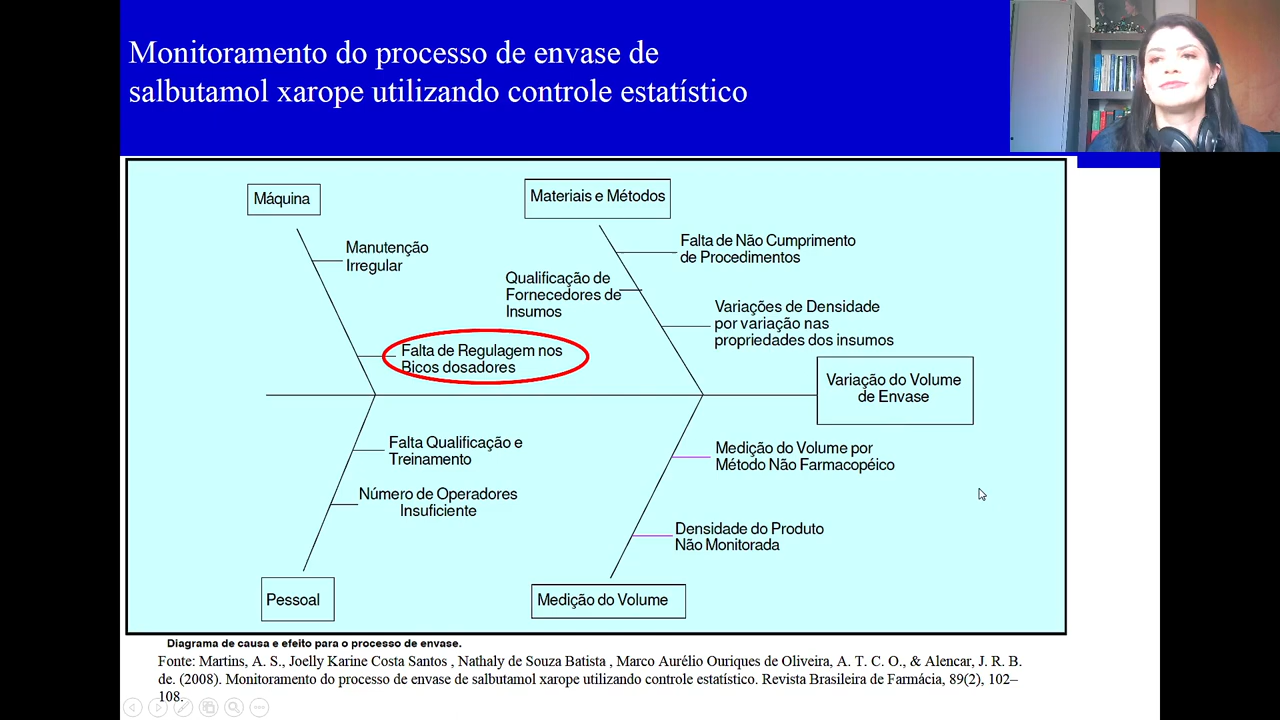 Monitoramento do processo de envase de
salbutamol xarope utilizando controle estatístico
Máquina
Materiais e Métodos
Manutenção
Irregular
Falta de Não Cumprimento
de Procedimentos
Qualificação de
Fornecedores de
Insumos
Variações de Densidade
por variação nas
propriedades dos insumos
Falta de Regulagem nos
Bicos dosadores
Variação do Volume
de Envase
Falta Qualificação e
Treinamento
Medição do Volume por
Método Não Farmacopéico
Número de Operadores
Insuficiente
Densidade do Produto
Não Monitorada
Pessoal
Medição do Volume
Diagrama de causa e efeito para o processo de envase.
Fonte: Martins, A. S., Joelly Karine Costa Santos , Nathaly de Souza Batista , Marco Aurélio Ouriques de Oliveira, A. T. C. O., & Alencar, J. R. B.
de. (2008). Monitoramento do processo de envase de salbutamol xarope utilizando controle estatístico. Revista Brasileira de Farmácia, 89(2), 102–
108.